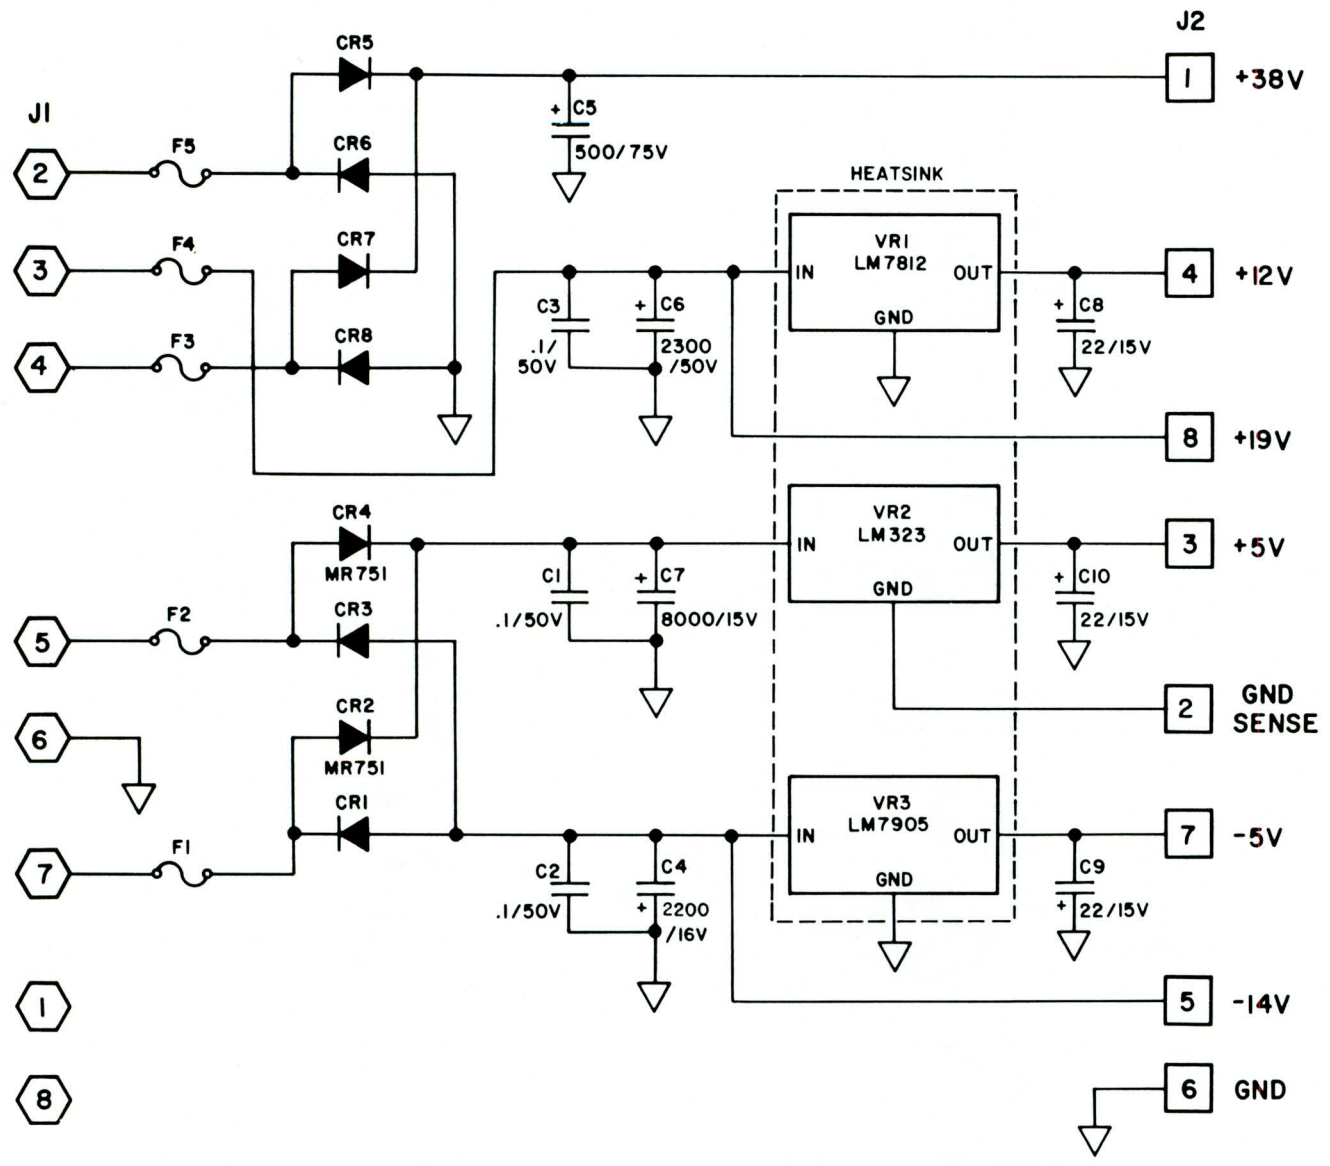 J2
CR5
1 +38V
J1
+ C5
500/75V
F5
CR6
2
HEATSINK
F4
CR7
3
VR1
LM7812
IN
OUT
GND
4 +12V
C3
.1/
50V
+ C6
2300
/50V
+ C8
22/15V
F3
CR8
4
8 +19V
CR4
MR751
VR2
LM323
IN
OUT
GND
3 +5V
C1
.1/50V
+ C7
8000/15V
+ C10
22/15V
F2
CR3
5
CR2
MR751
6
2 GND
SENSE
CR1
F1
7
VR3
LM7905
IN
OUT
GND
7 -5V
C2
.1/50V
C4
+ 2200
/16V
C9
+ 22/15V
1
5 -14V
8
6 GND